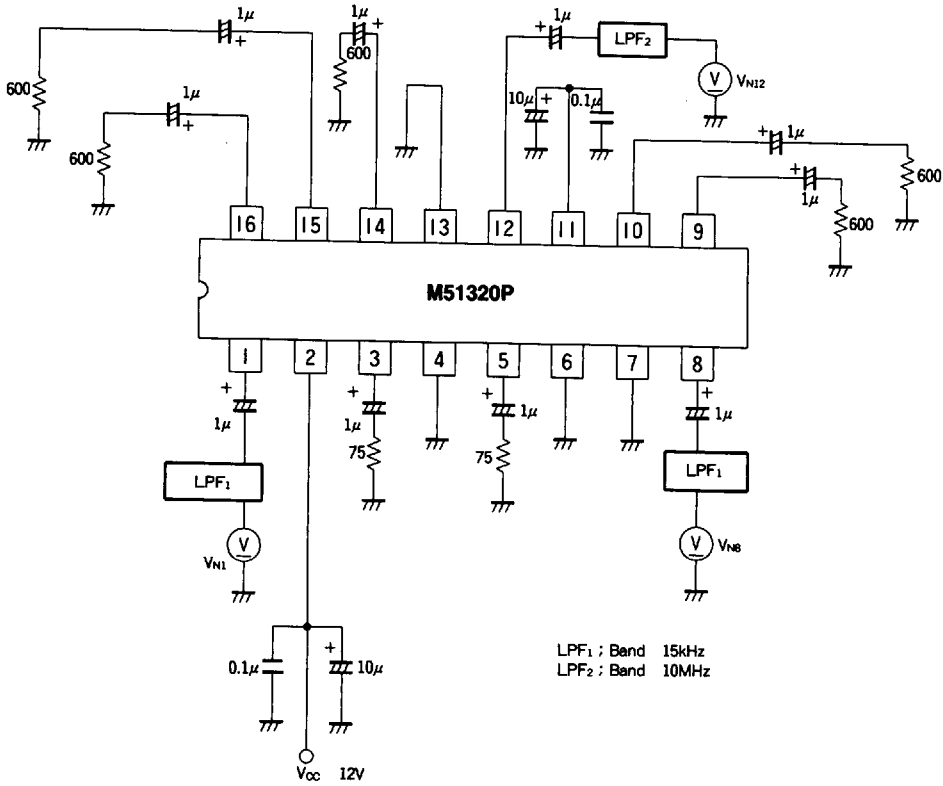 1μ
+
600
1μ
+
600
1μ
+
600
1μ
+
LPF₂
V
VN12
10μ
+
0.1μ
+
1μ
600
+
1μ
600
16
15
14
13
12
11
10
9
M51320P
1
2
3
4
5
6
7
8
+
1μ
LPF₁
V
VN1
+
1μ
75
+
1μ
75
+
1μ
LPF₁
V
VN8
0.1μ
+
10μ
VCC 12V
LPF₁ ; Band 15kHz
LPF₂ ; Band 10MHz